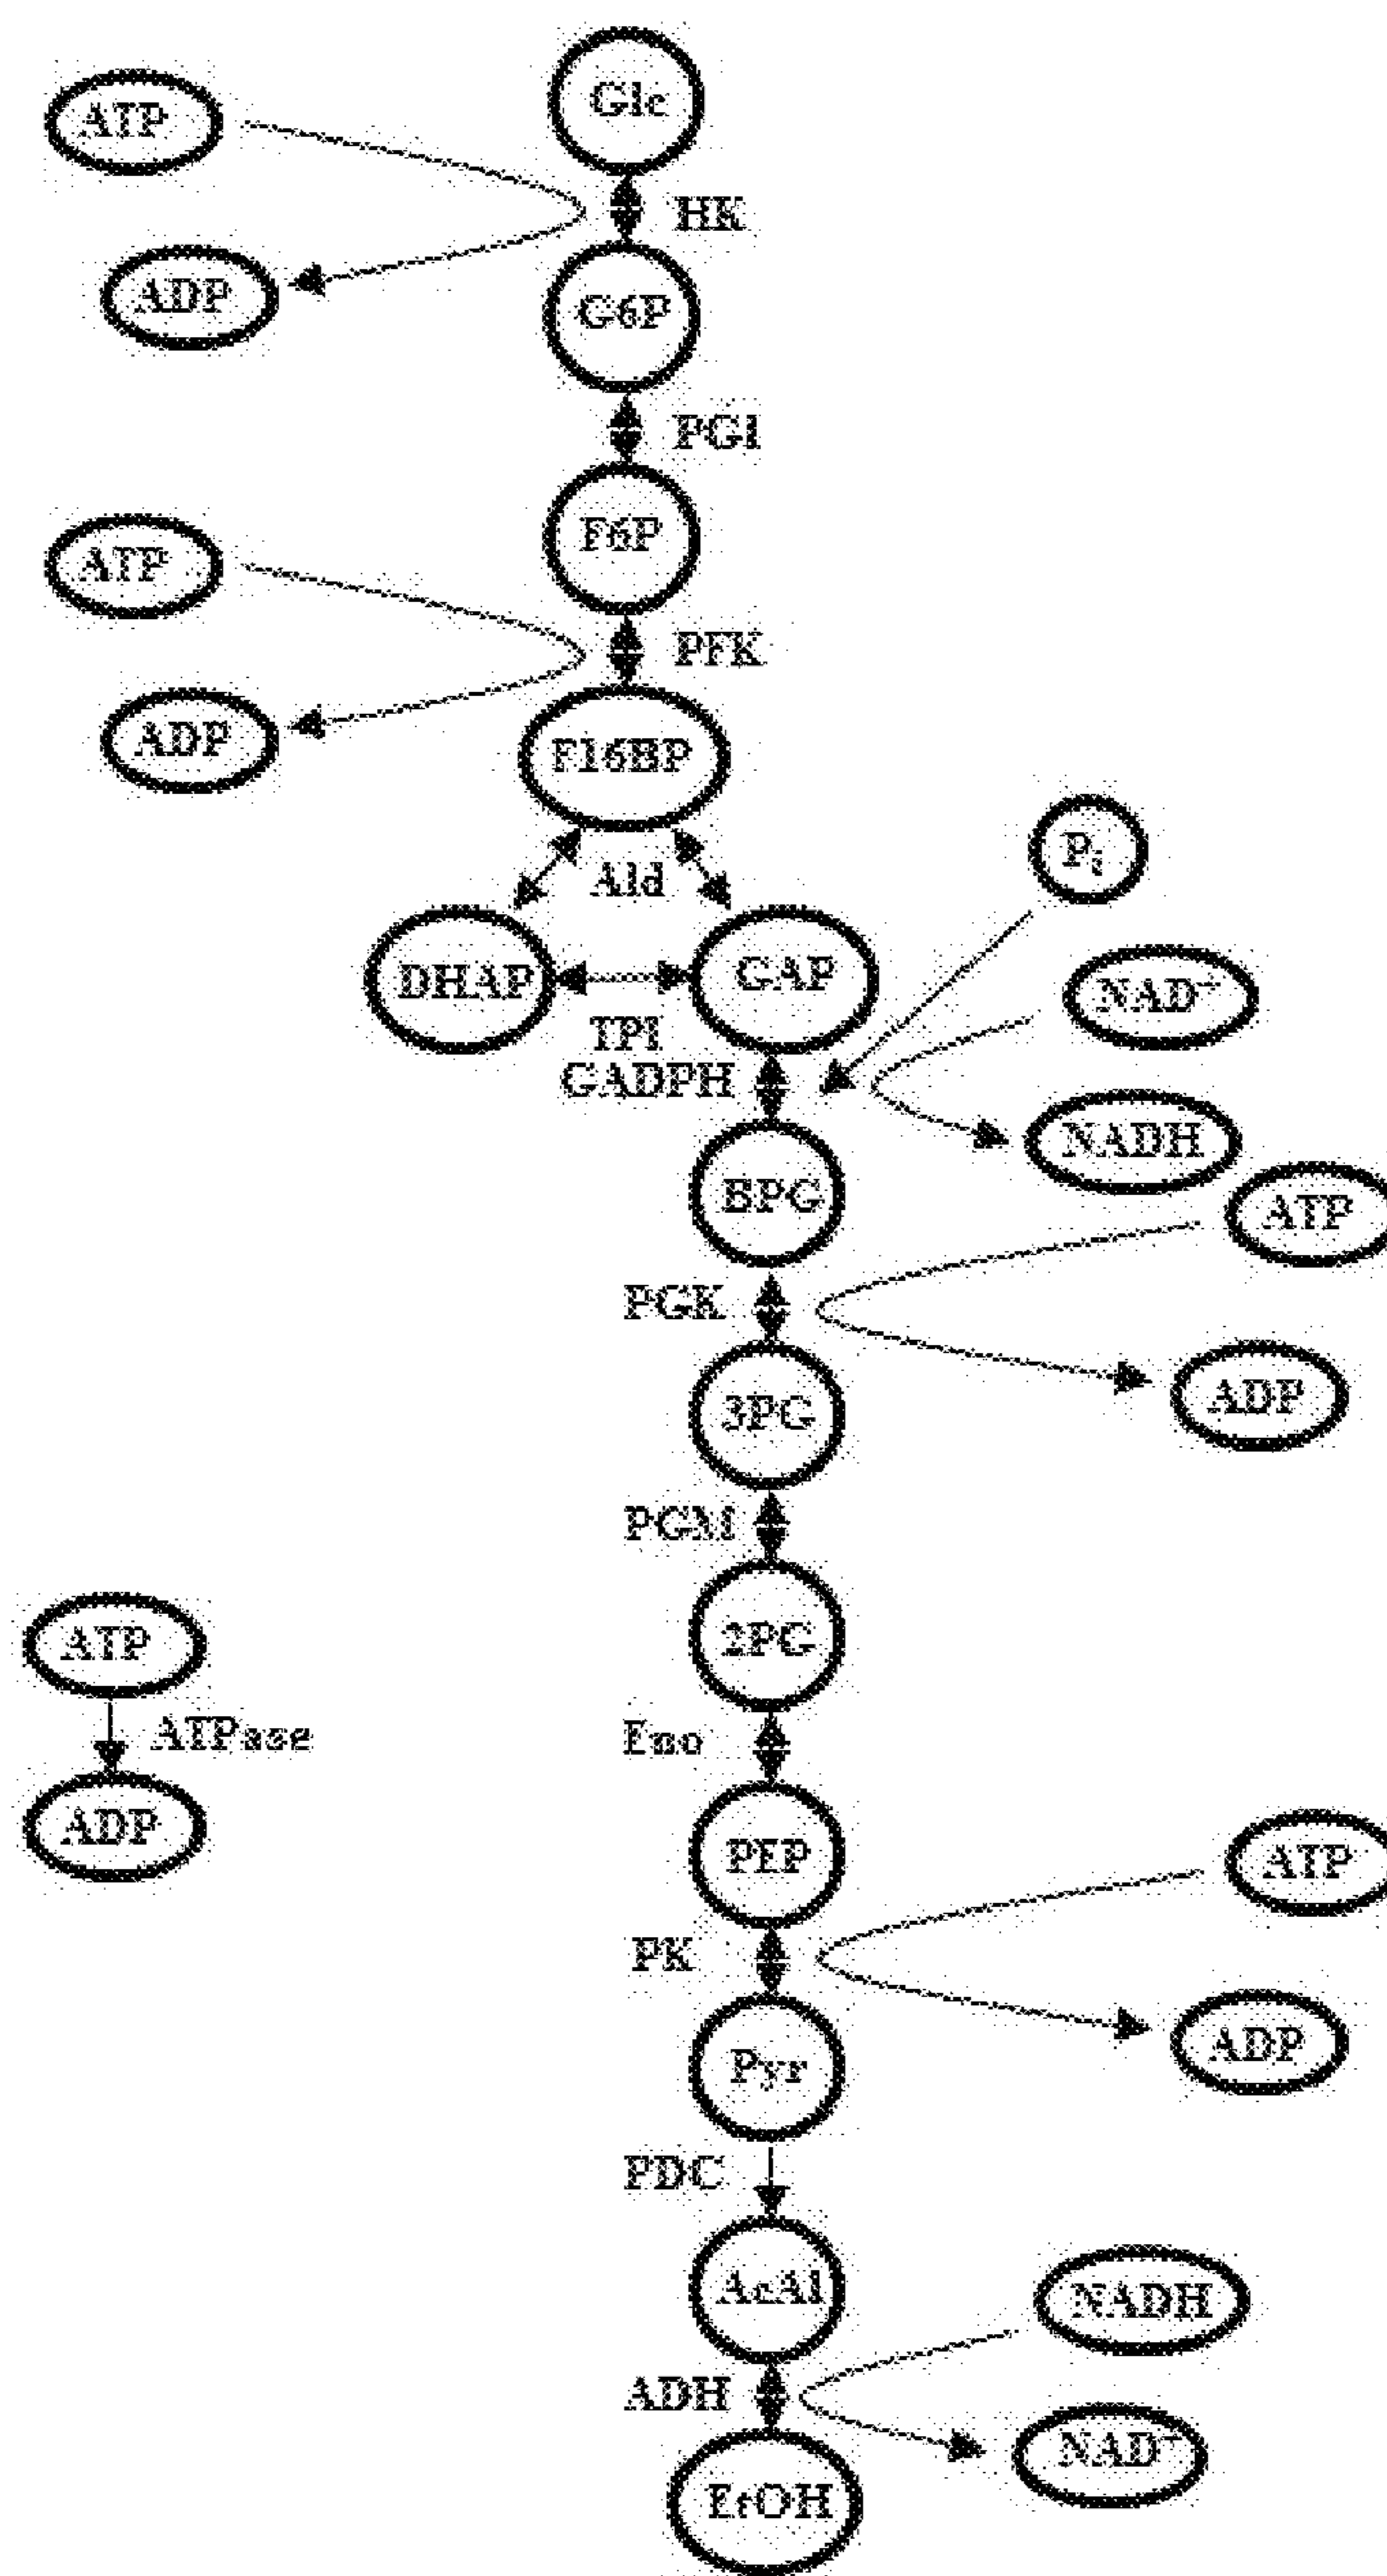 Glc
ATP
HK
ADP
G6P
PGI
F6P
ATP
PFK
ADP
F16BP
Pi
Ald
DHAP
GAP
NAD+
TPI
GADPH
NADH
BPG
ATP
PGK
ADP
3PG
PGM
ATP
2PG
ATPase
Eno
ADP
PEP
ATP
PK
ADP
Pyr
PDC
AcAl
NADH
ADH
NAD+
EtOH